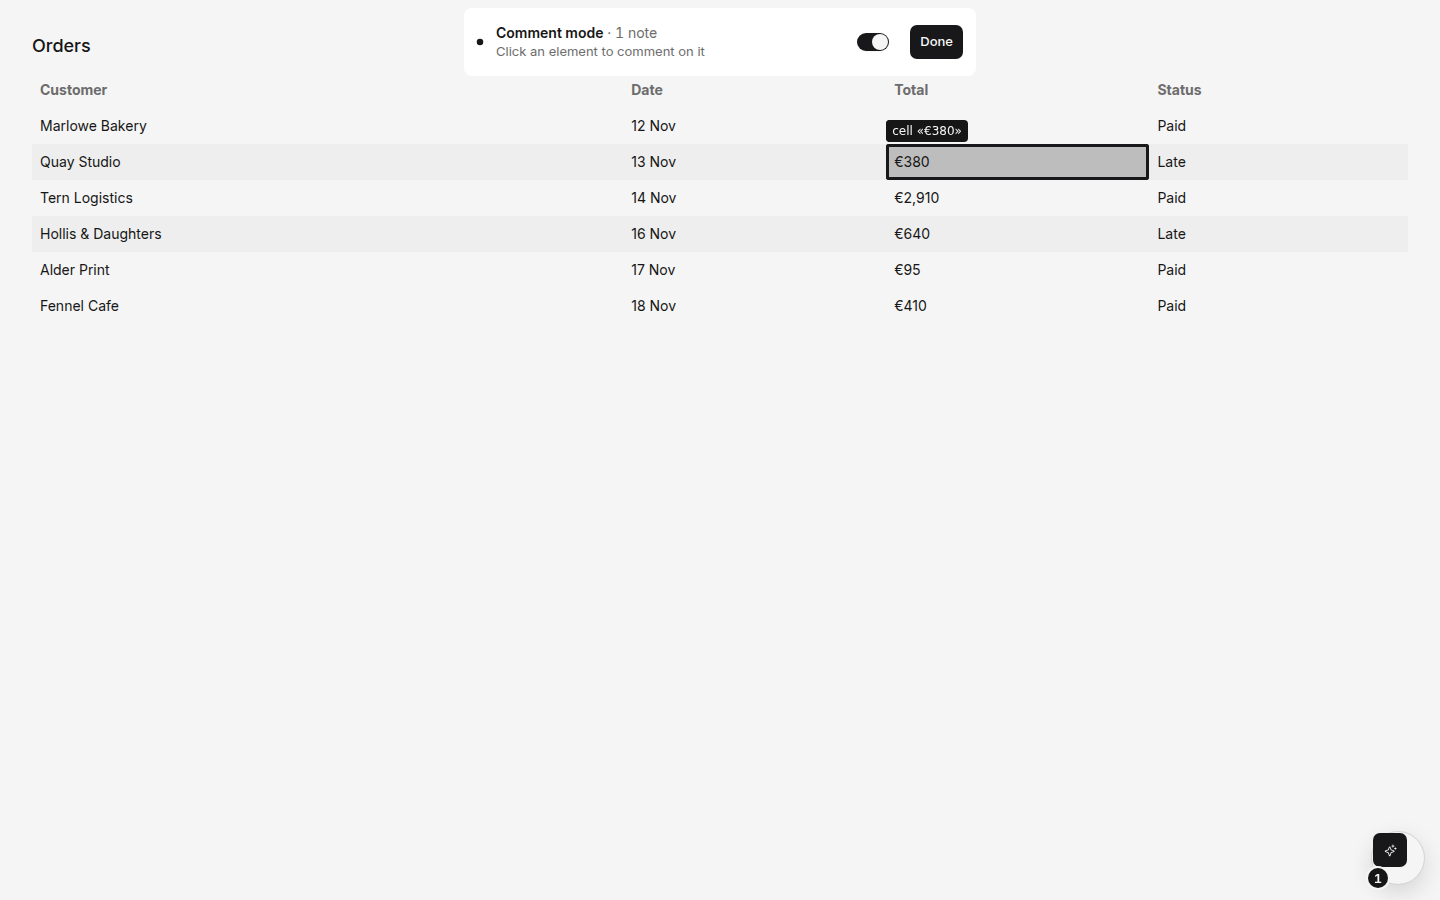 Orders
Comment mode · 1 note
Click an element to comment on it
Done
Customer Date Total Status
Marlowe Bakery 12 Nov Paid
cell «€380»
Quay Studio 13 Nov €380 Late
Tern Logistics 14 Nov €2,910 Paid
Hollis & Daughters 16 Nov €640 Late
Alder Print 17 Nov €95 Paid
Fennel Cafe 18 Nov €410 Paid
1